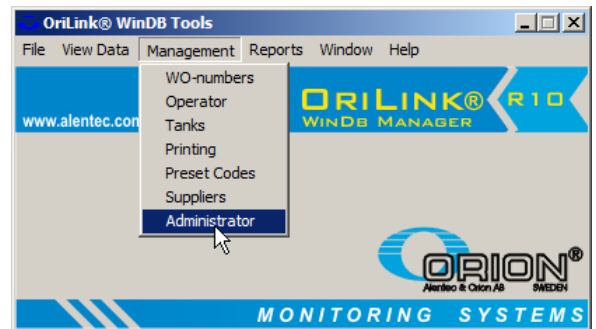 OriLink® WinDB Tools
File View Data Management Reports Window Help
WO-numbers
Operator
Tanks
Printing
Preset Codes
Suppliers
Administrator
www.alentec.com
ORILINK® R10
WINDB MANAGER
ORION®
Alentec & Orion AB SWEDEN
MONITORING SYSTEMS